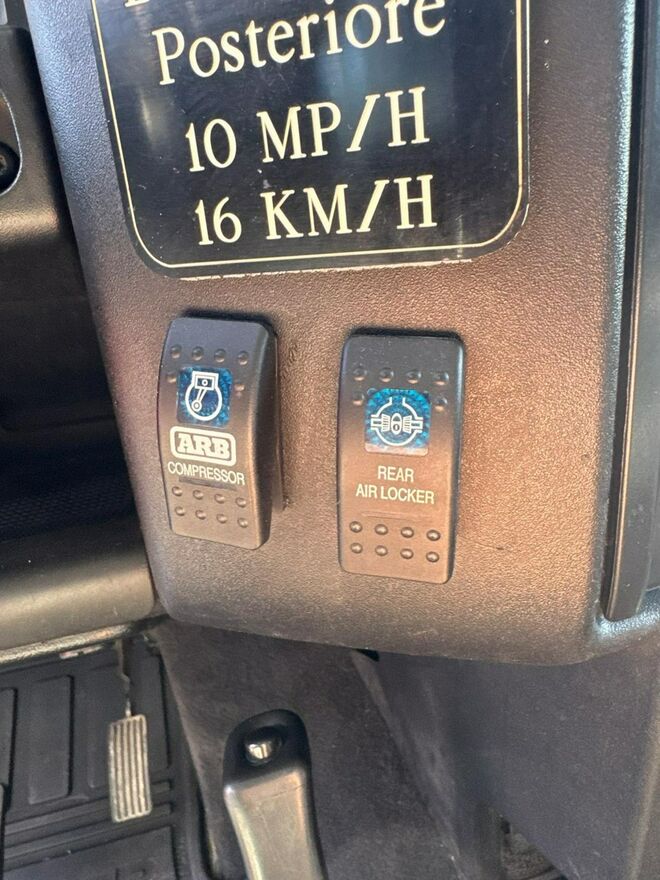 Posteriore
10 MP/H
16 KM/H
ARB
COMPRESSOR
REAR
AIR LOCKER